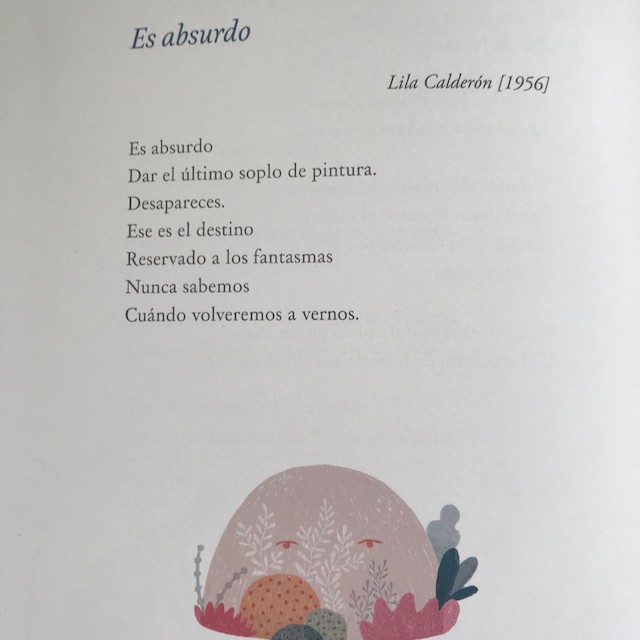 Es absurdo
Lila Calderón [1956]
Es absurdo
Dar el último soplo de pintura.
Desapareces.
Ese es el destino
Reservado a los fantasmas
Nunca sabemos
Cuándo volveremos a vernos.